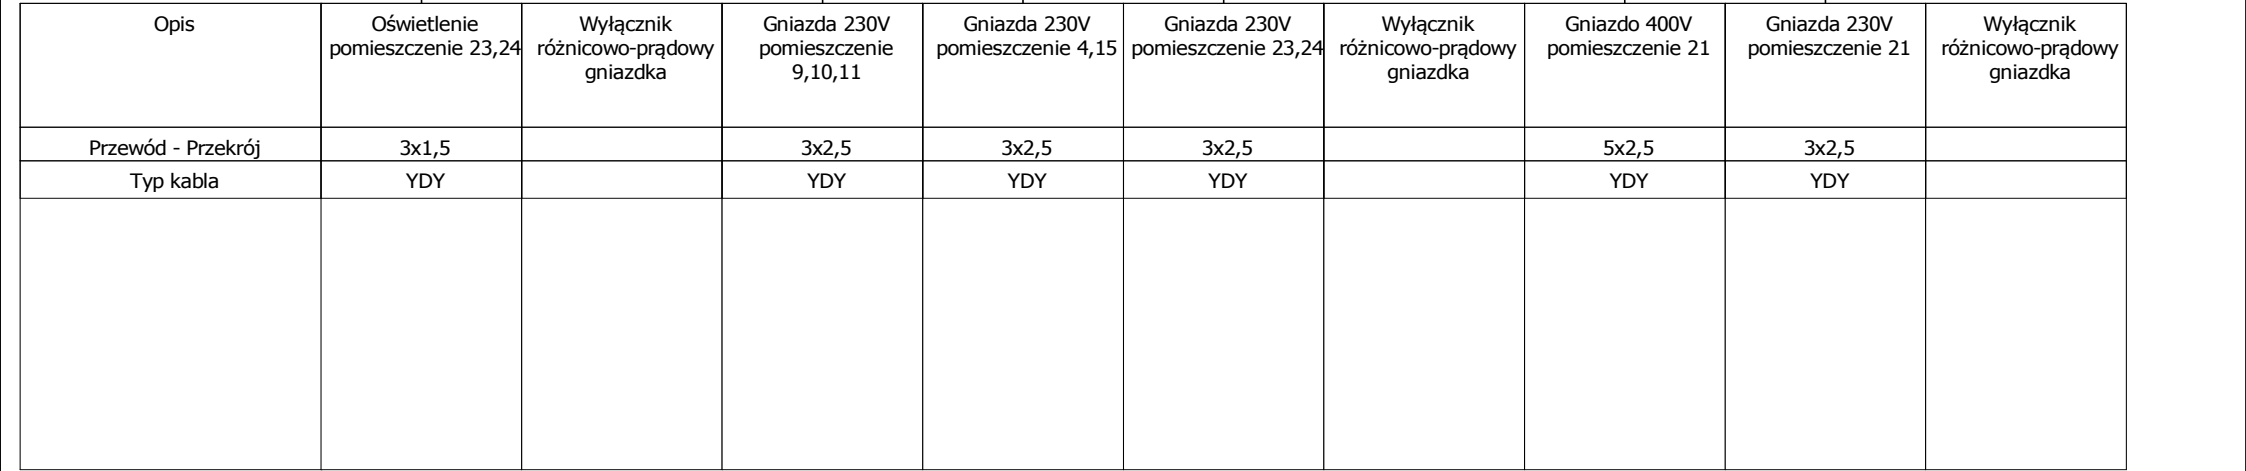 Opis
Oświetlenie
pomieszczenie 23,24
Wyłącznik
różnicowo-prądowy
gniazdka
Gniazda 230V
pomieszczenie
9,10,11
Gniazda 230V
pomieszczenie 4,15
Gniazda 230V
pomieszczenie 23,24
Wyłącznik
różnicowo-prądowy
gniazdka
Gniazdo 400V
pomieszczenie 21
Gniazda 230V
pomieszczenie 21
Wyłącznik
różnicowo-prądowy
gniazdka
Przewód - Przekrój 3x1,5 3x2,5 3x2,5 3x2,5 5x2,5 3x2,5
Typ kabla YDY YDY YDY YDY YDY YDY